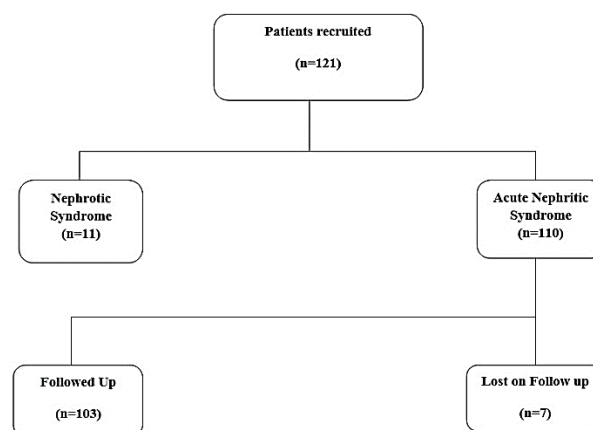 Patients recruited
(n=121)
Nephrotic
Syndrome
(n=11)
Acute Nephritic
Syndrome
(n=110)
Followed Up
(n=103)
Lost on Follow up
(n=7)